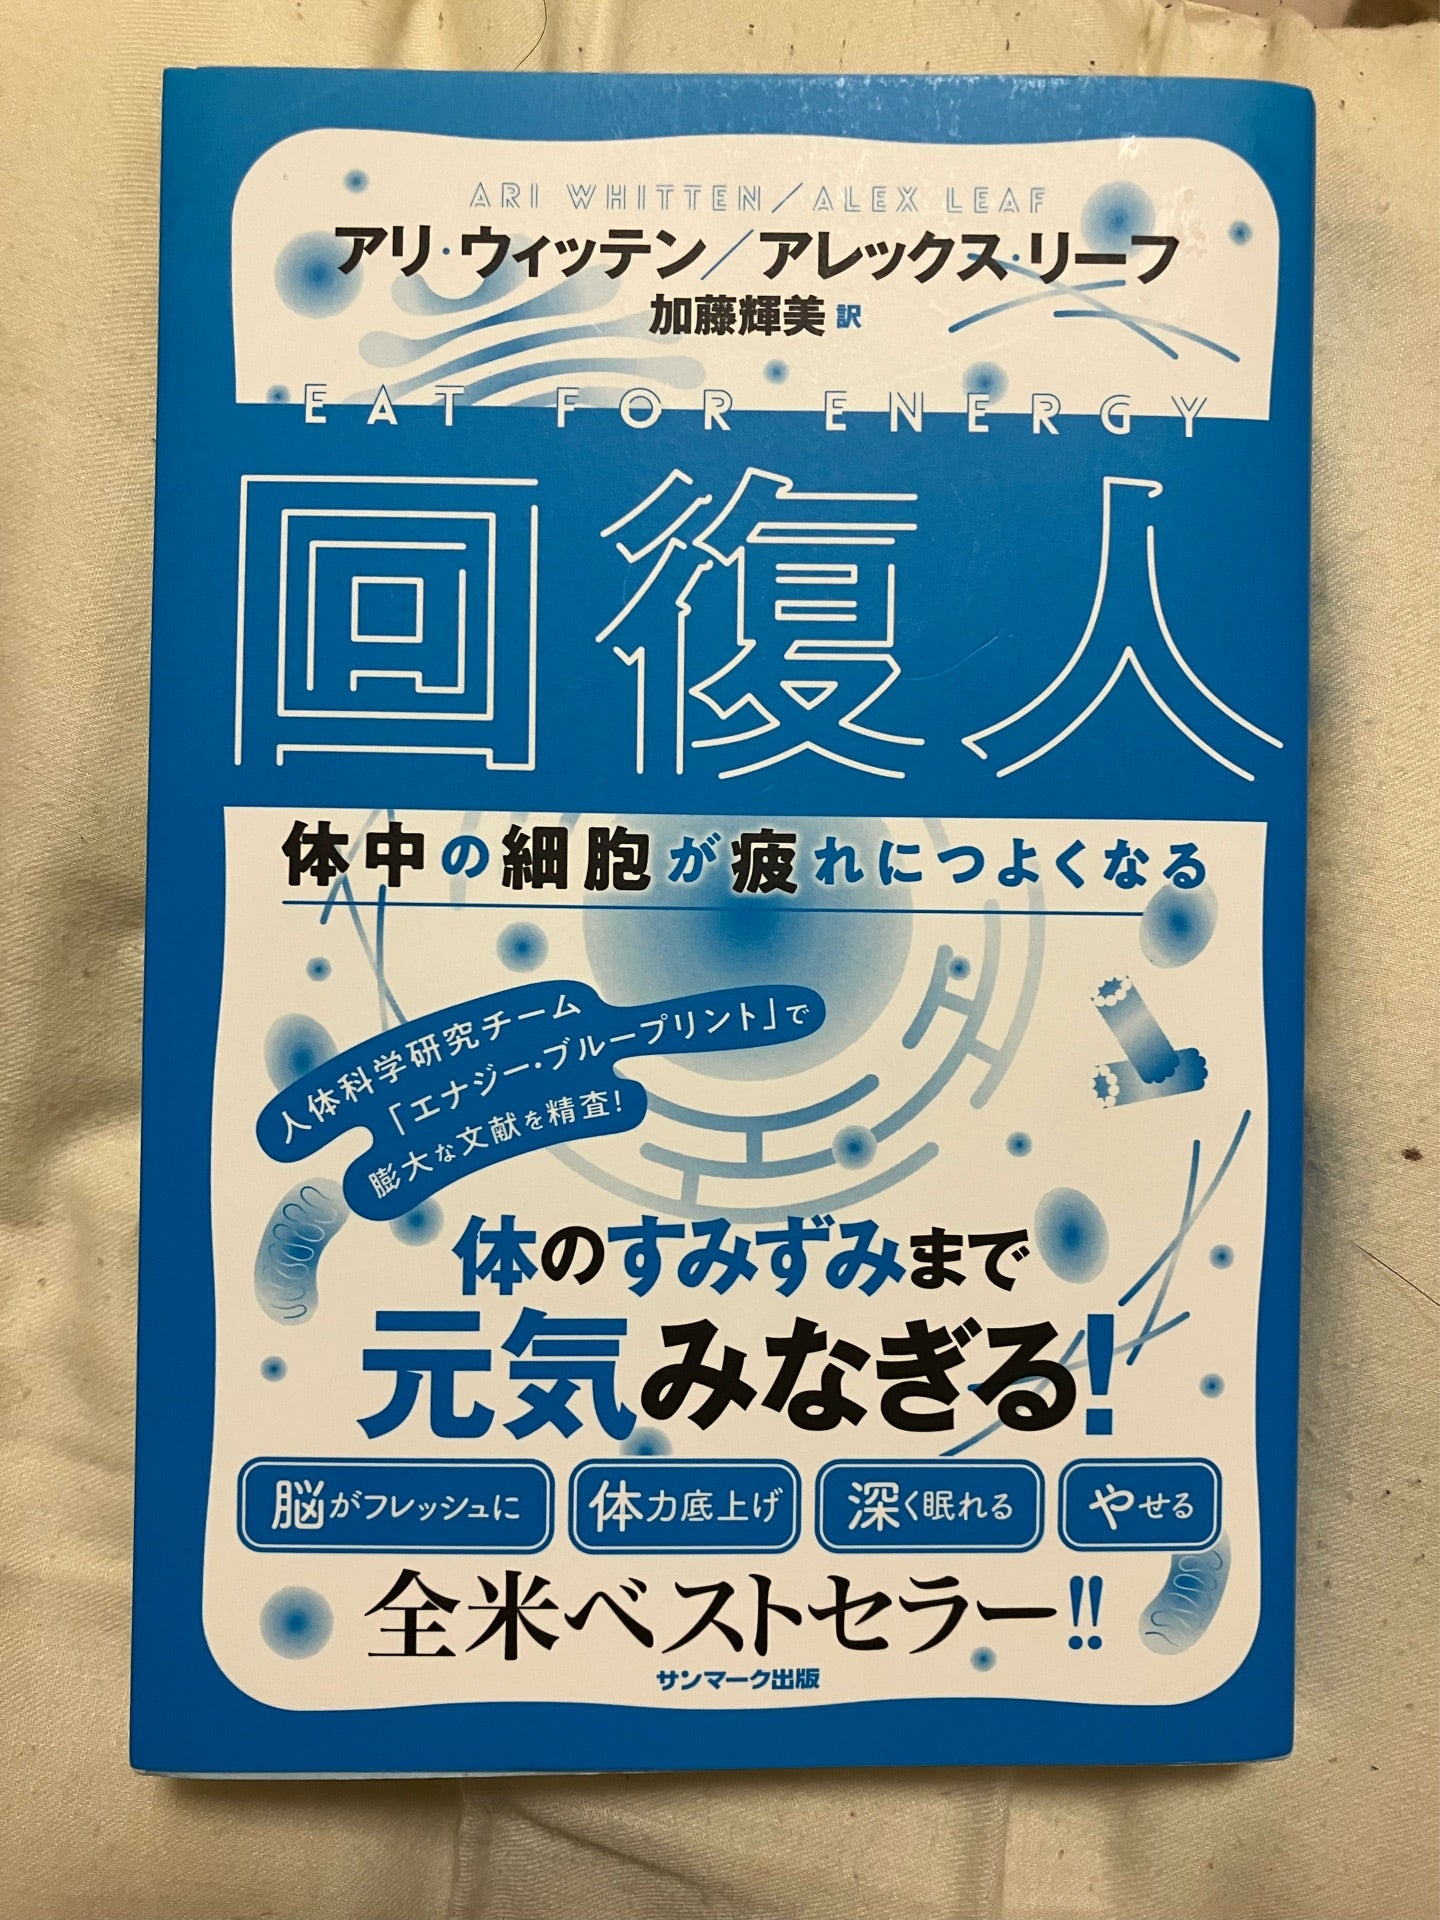 ARI WHITTEN/ALEX LEAF
アリ・ウィッテン/アレックス・リーフ
加藤輝美 訳
EAT FOR ENERGY
回復人
体中の細胞が疲れにつよくなる
人体科学研究チーム
「エナジー・ブループリント」で
膨大な文献を精査!
体のすみずみまで
元気みなぎる!
脳がフレッシュに 体力底上げ 深く眠れる やせる
全米ベストセラー!!
サンマーク出版